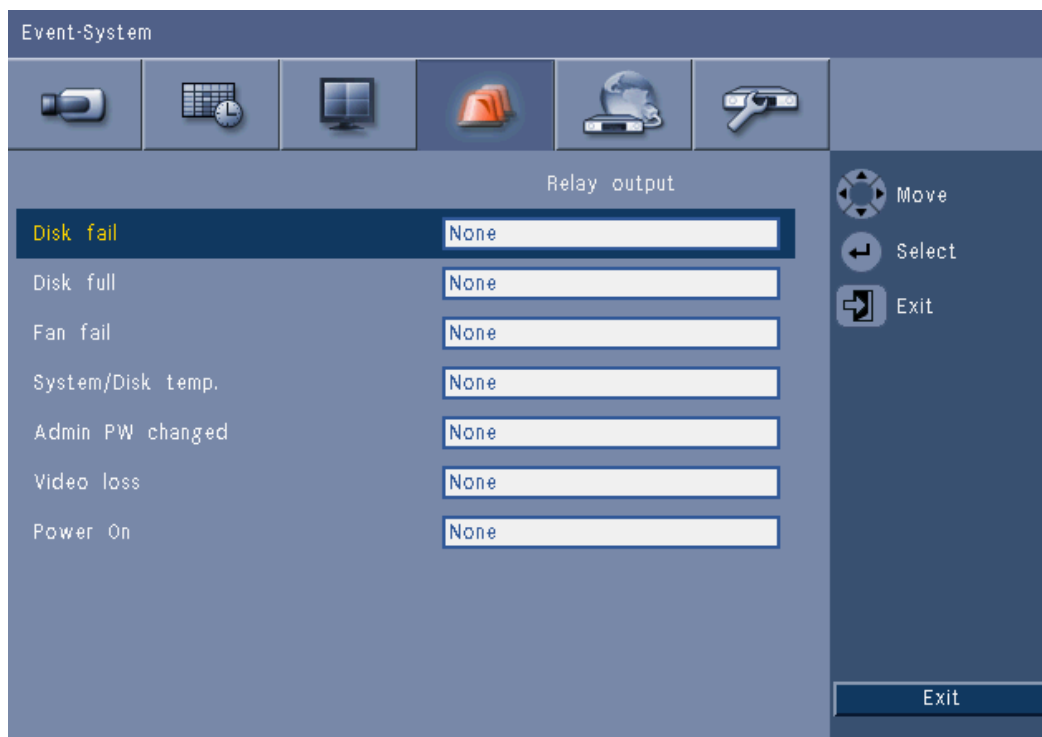 Event-System
Relay output
Disk fail None
Disk full None
Fan fail None
System/Disk temp. None
Admin PW changed None
Video loss None
Power On None
Move
Select
Exit
Exit